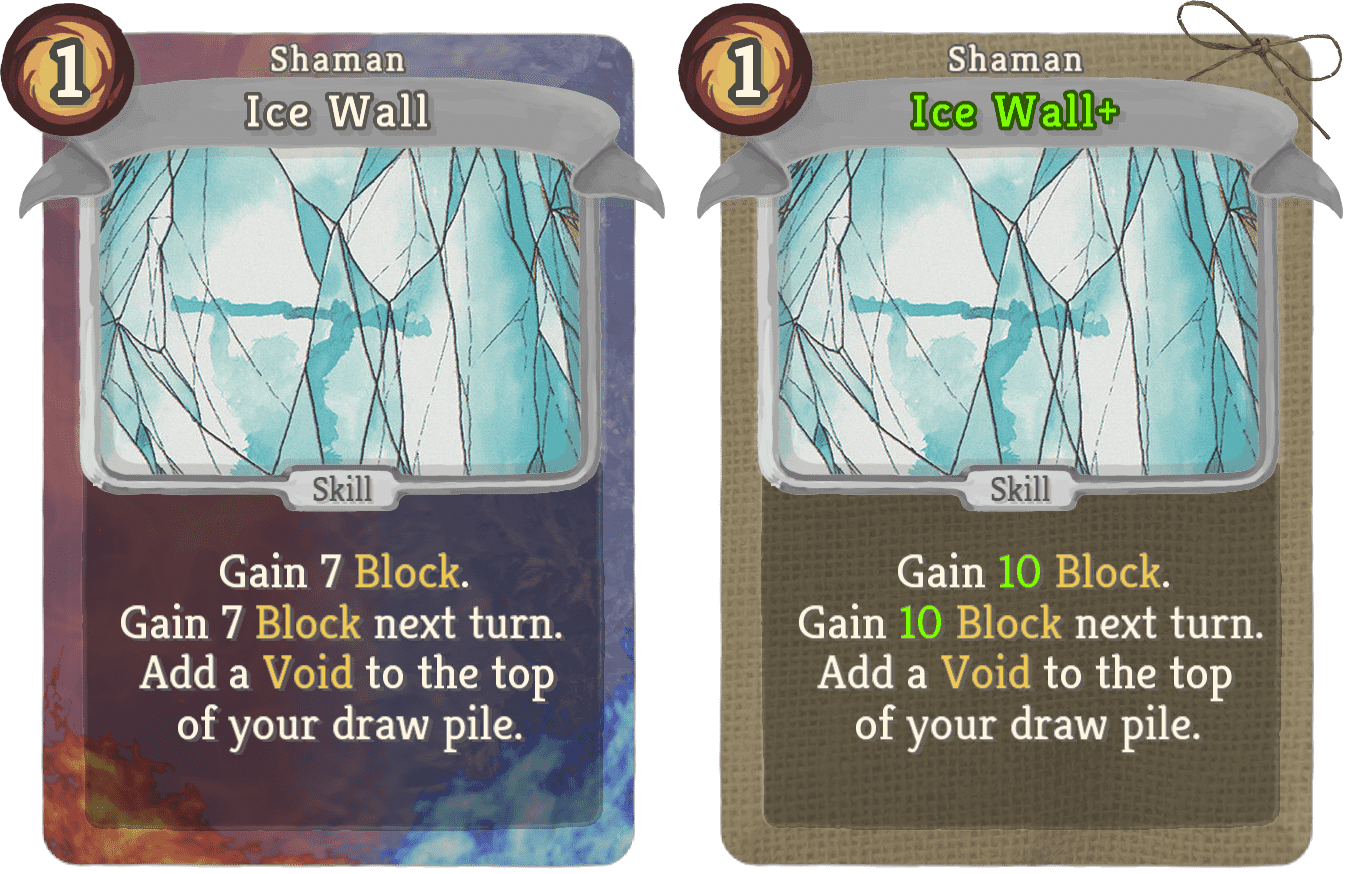 1
Shaman
Ice Wall
Skill
Gain 7 Block.
Gain 7 Block next turn.
Add a Void to the top
of your draw pile.
1
Shaman
Ice Wall+
Skill
Gain 10 Block.
Gain 10 Block next turn.
Add a Void to the top
of your draw pile.